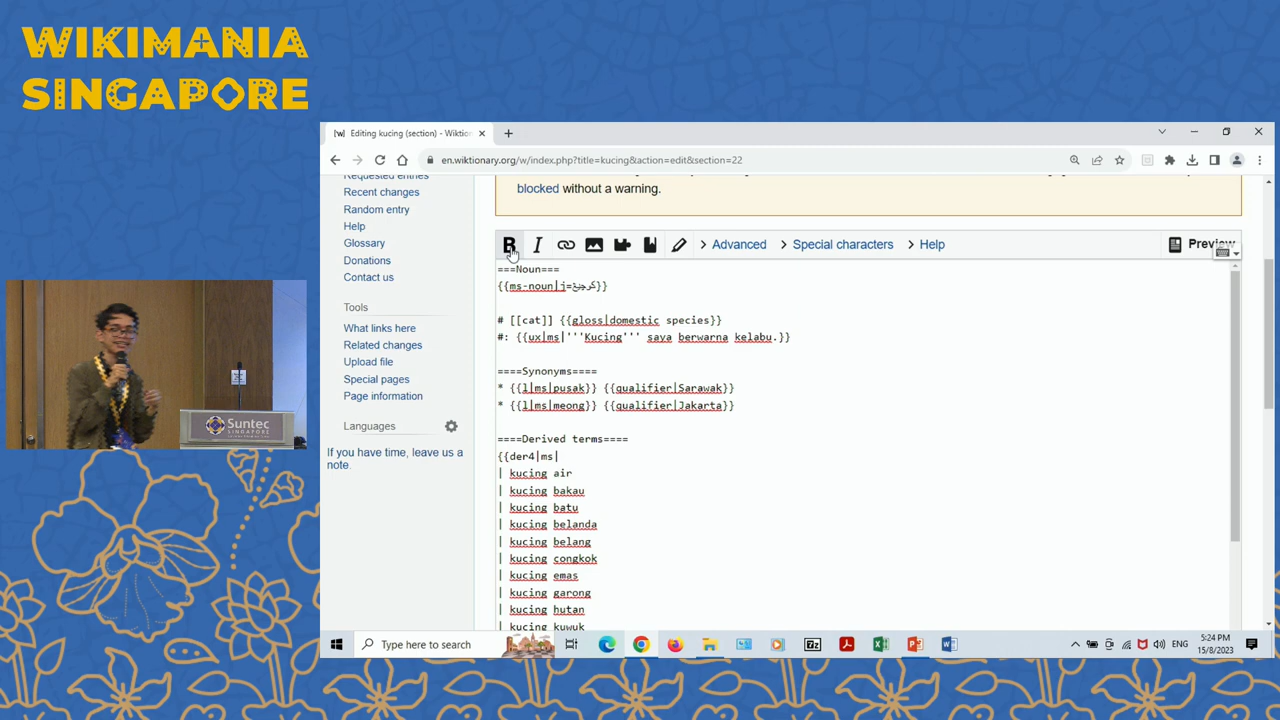 WIKIMANIA
SINGAPORE
Editing kucing (section) - Wiktion
en.wiktionary.org/w/index.php?title=kucing&action=edit&section=22
Requested entries
Recent changes
Random entry
Help
Glossary
Donations
Contact us
Tools
What links here
Related changes
Upload file
Special pages
Page information
Languages
If you have time, leave us a
note.
blocked without a warning.
B I Advanced Special characters Help Preview
===Noun===
{{ms-noun|j=كوچيڠ}}
# [[cat]] {{gloss|domestic species}}
#: {{ux|ms|'''Kucing''' saya berwarna kelabu.}}
====Synonyms====
* {{l|ms|pusak}} {{qualifier|Sarawak}}
* {{l|ms|meong}} {{qualifier|Jakarta}}
====Derived terms====
{{der4|ms|
| kucing air
| kucing bakau
| kucing batu
| kucing belanda
| kucing belang
| kucing congkok
| kucing emas
| kucing garong
| kucing hutan
| kucing kuwuk
Suntec
SINGAPORE
Type here to search
7z
ENG
5:24 PM
15/8/2023